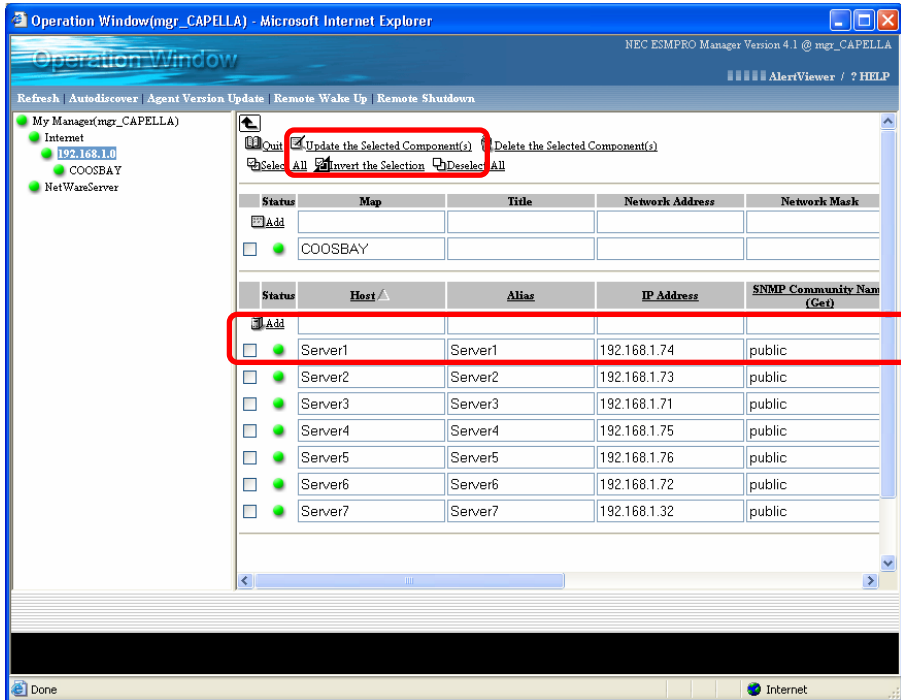 Operation Window(mgr_CAPELLA) - Microsoft Internet Explorer
NEC ESMPRO Manager Version 4.1 @ mgr_CAPELLA
Operation Window
AlertViewer / ? HELP
Refresh | Autodiscover | Agent Version Update | Remote Wake Up | Remote Shutdown
My Manager(mgr_CAPELLA)
Internet
192.168.1.0
COOSBAY
NetWareServer
Quit Update the Selected Component(s) Delete the Selected Component(s)
Select All Invert the Selection Deselect All
Status Map Title Network Address Network Mask
Add
COOSBAY
Status Host Alias IP Address SNMP Community Nam
(Get)
Add
Server1 Server1 192.168.1.74 public
Server2 Server2 192.168.1.73 public
Server3 Server3 192.168.1.71 public
Server4 Server4 192.168.1.75 public
Server5 Server5 192.168.1.76 public
Server6 Server6 192.168.1.72 public
Server7 Server7 192.168.1.32 public
Done Internet